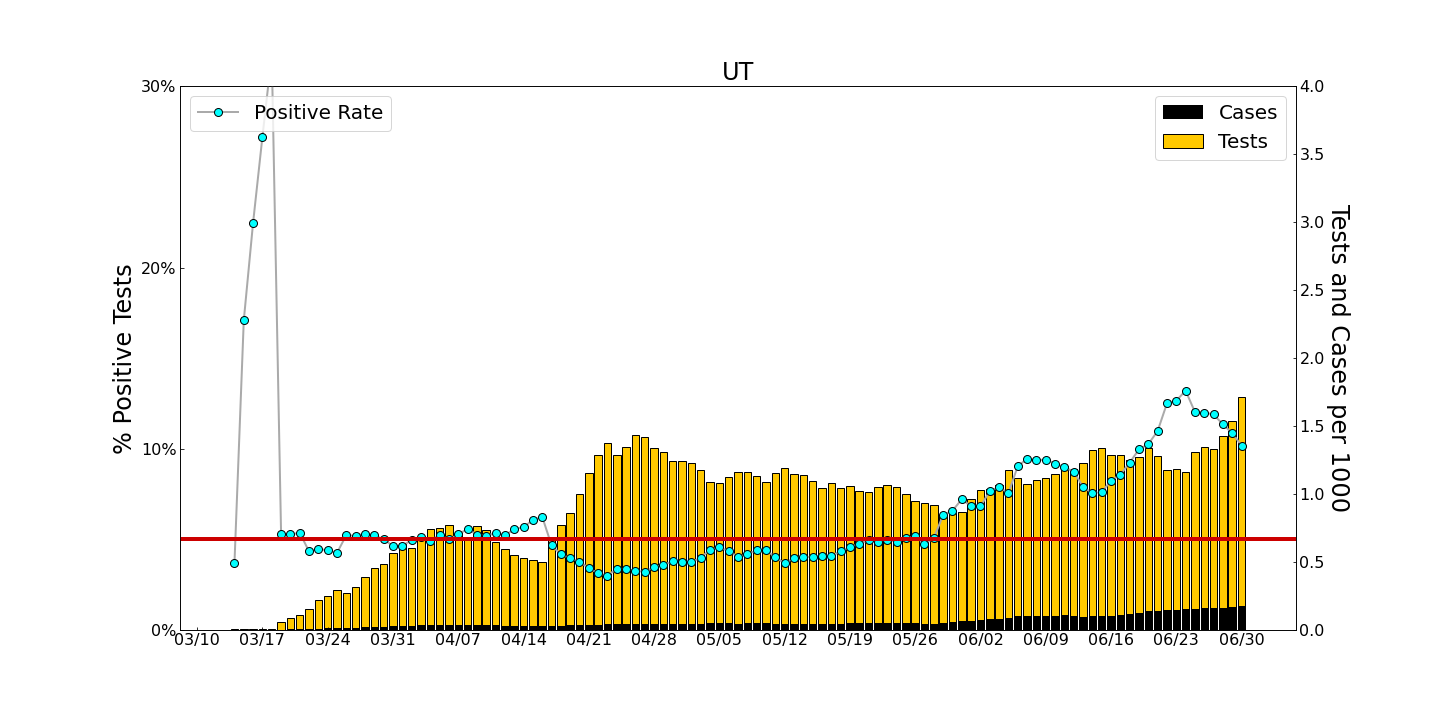 UT
Positive Rate
Cases
Tests
% Positive Tests
30%
20%
10%
0%
4.0
3.5
3.0
2.5
2.0
1.5
1.0
0.5
0.0
Tests and Cases per 1000
03/10 03/17 03/24 03/31 04/07 04/14 04/21 04/28 05/05 05/12 05/19 05/26 06/02 06/09 06/16 06/23 06/30